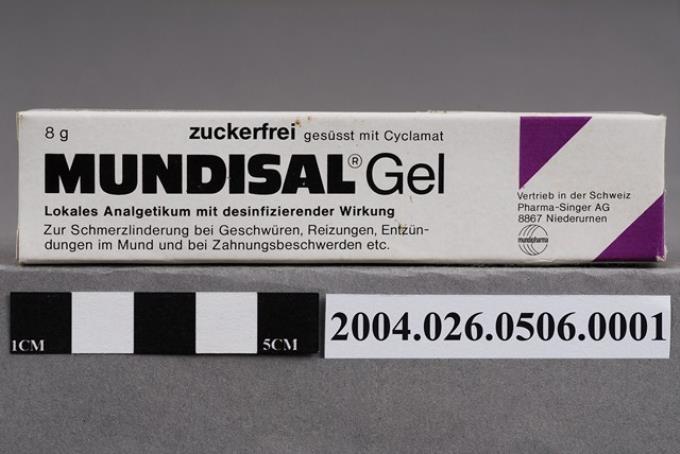 8 g
zuckerfrei gesüsst mit Cyclamat
MUNDISAL® Gel
Lokales Analgetikum mit desinfizierender Wirkung
Zur Schmerzlinderung bei Geschwüren, Reizungen, Entzün-
dungen im Mund und bei Zahnungsbeschwerden etc.
Vertrieb in der Schweiz
Pharma-Singer AG
8867 Niederurnen
mundipharma
1CM
5CM
2004.026.0506.0001